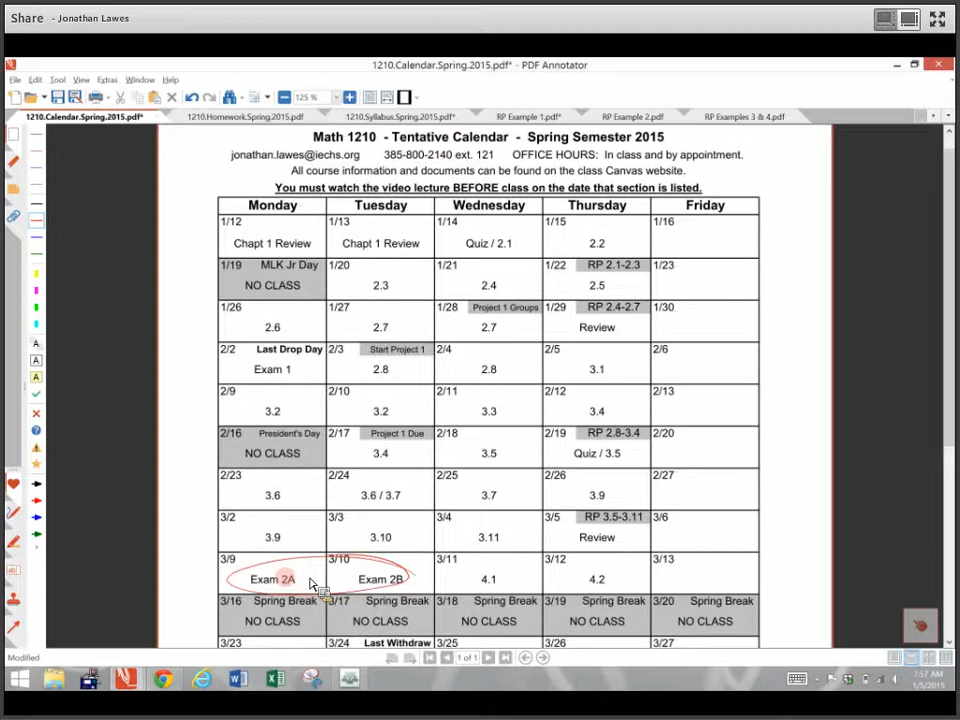 Share - Jonathan Lawes
1210.Calendar.Spring.2015.pdf* - PDF Annotator
File Edit Tool View Extras Window Help
125 %
1210.Calendar.Spring.2015.pdf* 1210.Homework.Spring.2015.pdf 1210.Syllabus.Spring.2015.pdf* RP Example 1.pdf* RP Example 2.pdf RP Examples 3 & 4.pdf
Math 1210 - Tentative Calendar - Spring Semester 2015
jonathan.lawes@iechs.org 385-800-2140 ext. 121 OFFICE HOURS: In class and by appointment.
All course information and documents can be found on the class Canvas website.
You must watch the video lecture BEFORE class on the date that section is listed.
Monday Tuesday Wednesday Thursday Friday
1/12 1/13 1/14 1/15 1/16
Chapt 1 Review Chapt 1 Review Quiz / 2.1 2.2
1/19 MLK Jr Day 1/20 1/21 1/22 RP 2.1-2.3 1/23
NO CLASS 2.3 2.4 2.5
1/26 1/27 1/28 Project 1 Groups 1/29 RP 2.4-2.7 1/30
2.6 2.7 2.7 Review
2/2 Last Drop Day 2/3 Start Project 1 2/4 2/5 2/6
Exam 1 2.8 2.8 3.1
2/9 2/10 2/11 2/12 2/13
3.2 3.2 3.3 3.4
2/16 President's Day 2/17 Project 1 Due 2/18 2/19 RP 2.8-3.4 2/20
NO CLASS 3.4 3.5 Quiz / 3.5
2/23 2/24 2/25 2/26 2/27
3.6 3.6 / 3.7 3.7 3.9
3/2 3/3 3/4 3/5 RP 3.5-3.11 3/6
3.9 3.10 3.11 Review
3/9 3/10 3/11 3/12 3/13
Exam 2A Exam 2B 4.1 4.2
3/16 Spring Break 3/17 Spring Break 3/18 Spring Break 3/19 Spring Break 3/20 Spring Break
NO CLASS NO CLASS NO CLASS NO CLASS NO CLASS
3/23 3/24 Last Withdraw 3/25 3/26 3/27
Modified
1 of 1
7:57 AM
1/5/2015